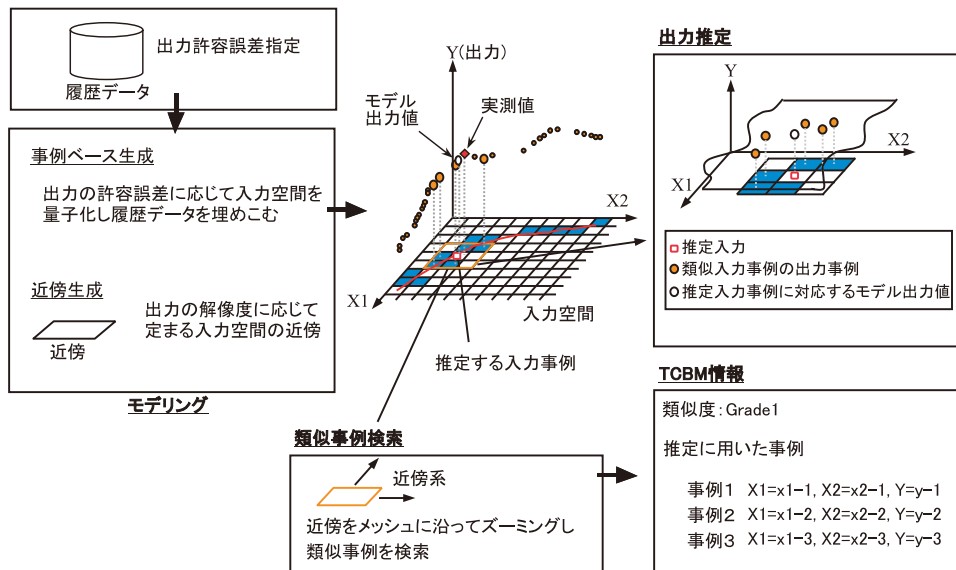 出力許容誤差指定
履歴データ
事例ベース生成
出力の許容誤差に応じて入力空間を
量子化し履歴データを埋めこむ
近傍生成
出力の解像度に応じて
定まる入力空間の近傍
近傍
モデリング
Y(出力)
モデル
出力値
実測値
X2
X1
入力空間
推定する入力事例
類似事例検索
近傍系
近傍をメッシュに沿ってズーミングし
類似事例を検索
出力推定
Y
X2
X1
推定入力
類似入力事例の出力事例
推定入力事例に対応するモデル出力値
TCBM情報
類似度:Grade1
推定に用いた事例
事例1 X1=x1-1, X2=x2-1, Y=y-1
事例2 X1=x1-2, X2=x2-2, Y=y-2
事例3 X1=x1-3, X2=x2-3, Y=y-3